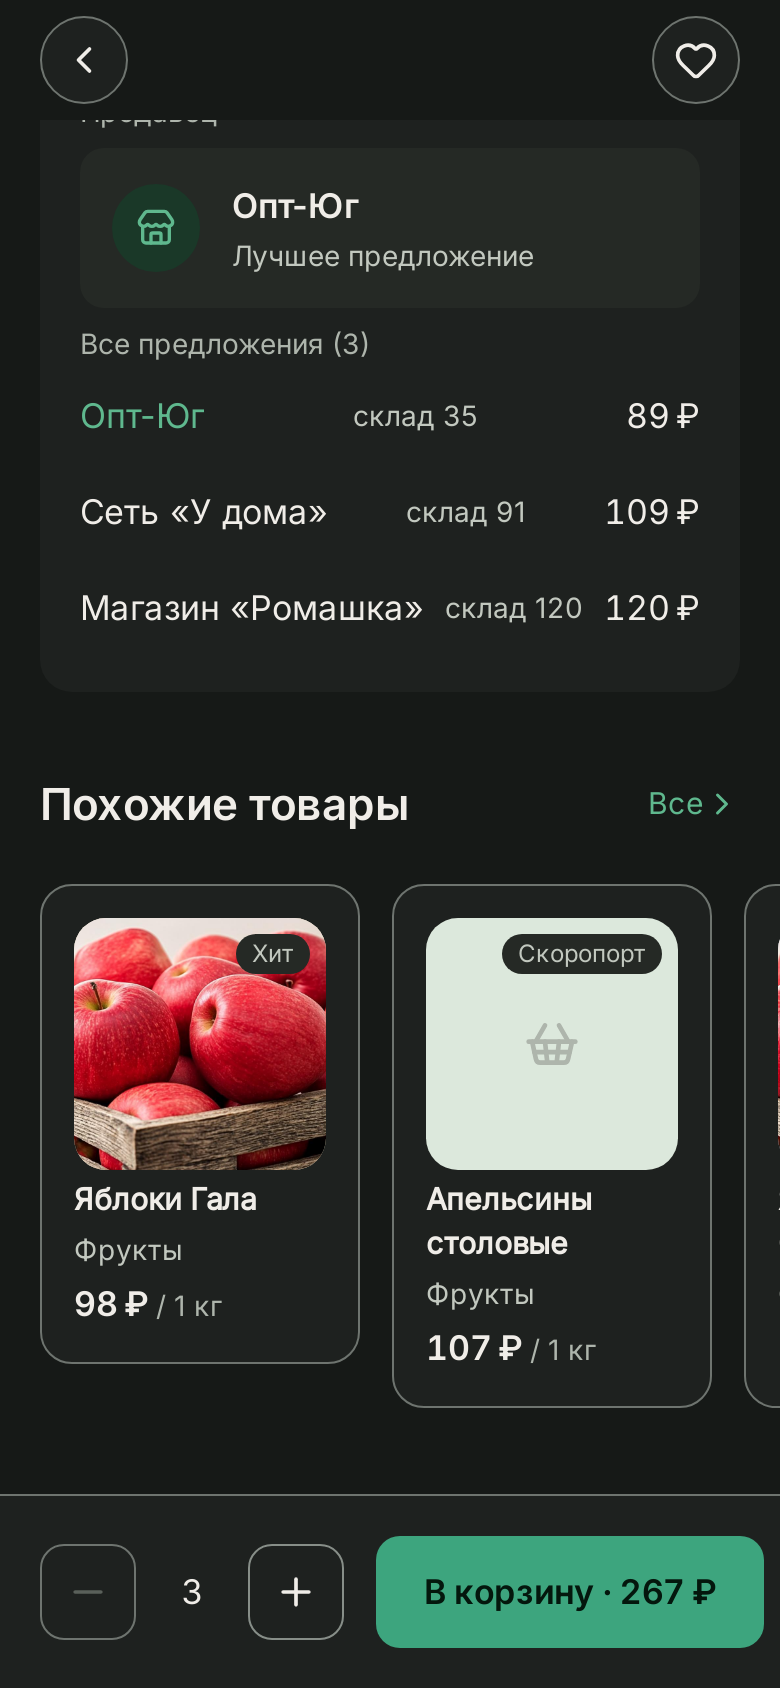 Продавец
Опт-Юг
Лучшее предложение
Все предложения (3)
Опт-Юг склад 35 89 ₽
Сеть «У дома» склад 91 109 ₽
Магазин «Ромашка» склад 120 120 ₽
Похожие товары Все
Хит
Яблоки Гала
Фрукты
98 ₽ / 1 кг
Скоропорт
Апельсины
столовые
Фрукты
107 ₽ / 1 кг
3
В корзину · 267 ₽